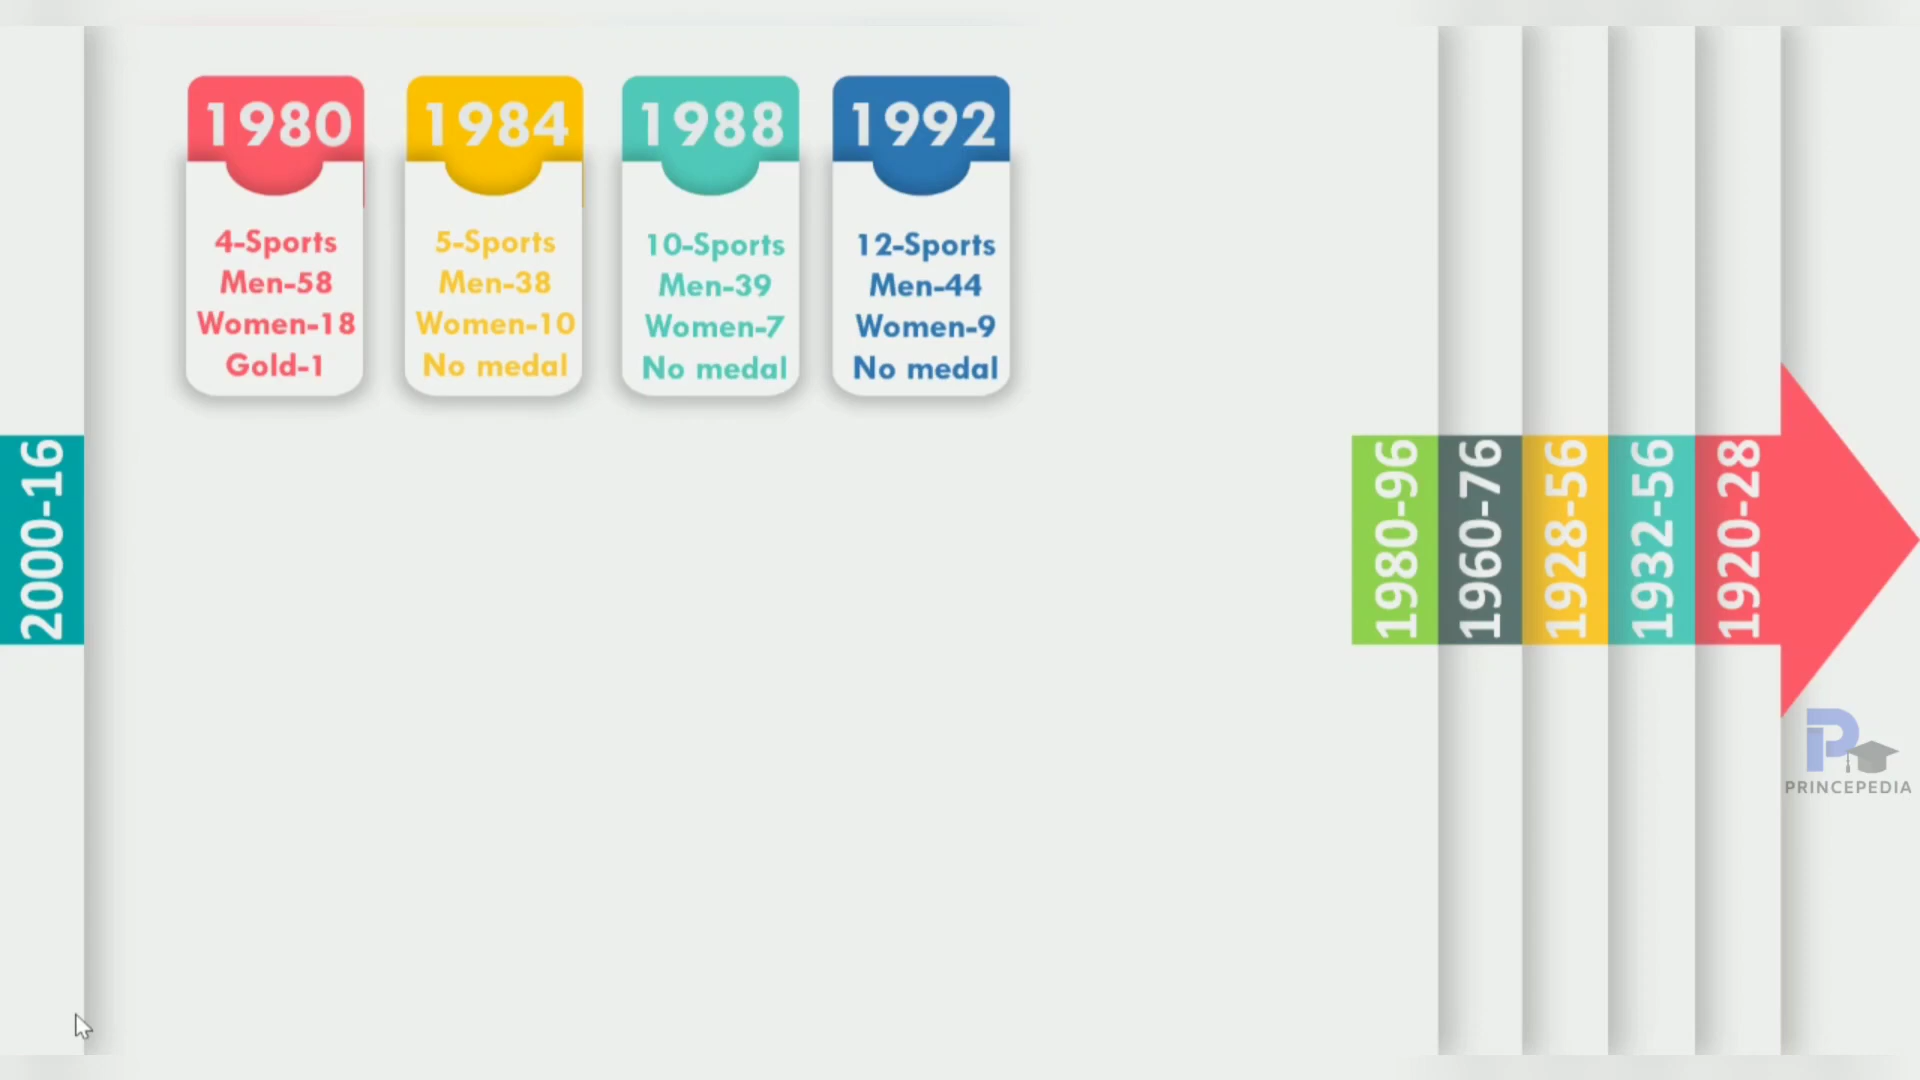 1980
4-Sports
Men-58
Women-18
Gold-1
1984
5-Sports
Men-38
Women-10
No medal
1988
10-Sports
Men-39
Women-7
No medal
1992
12-Sports
Men-44
Women-9
No medal
2000-16
1980-96
1960-76
1928-56
1932-56
1920-28
PRINCEPEDIA